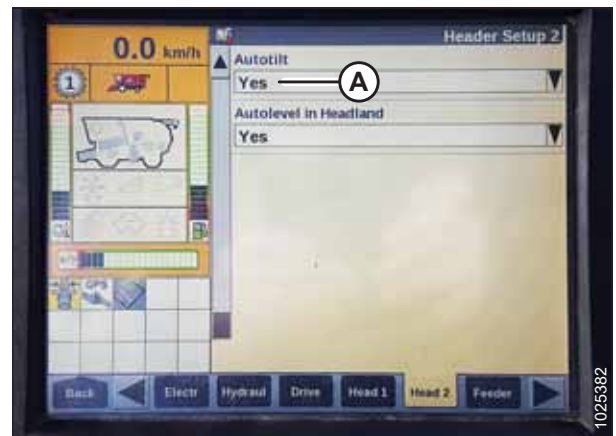 Header Setup 2
0.0 km/h
1
Autotilt
Yes
A
Autolevel in Headland
Yes
GPS
Back
Electr
Hydraul
Drive
Head 1
Head 2
Feeder
1025382